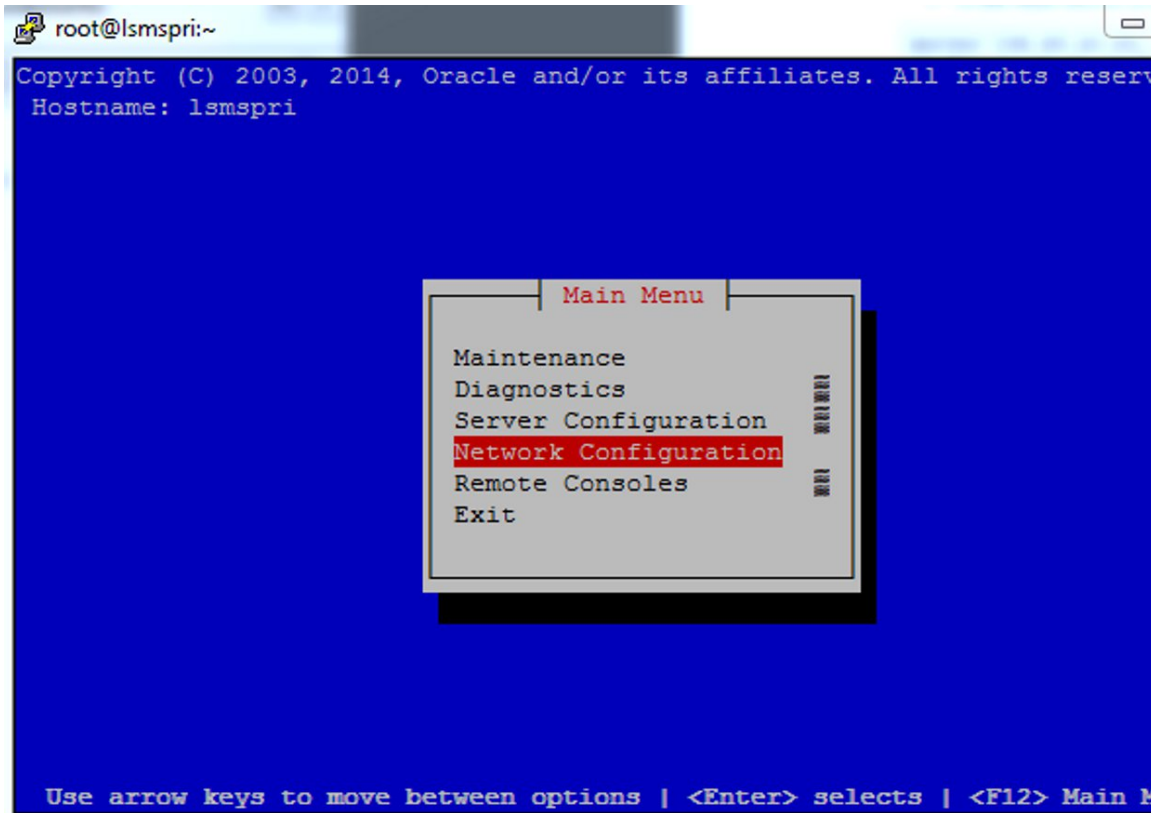 root@lsmspri:~
Copyright (C) 2003, 2014, Oracle and/or its affiliates. All rights reserv
Hostname: lsmspri
Main Menu
Maintenance
Diagnostics
Server Configuration
Network Configuration
Remote Consoles
Exit
Use arrow keys to move between options | <Enter> selects | <F12> Main M